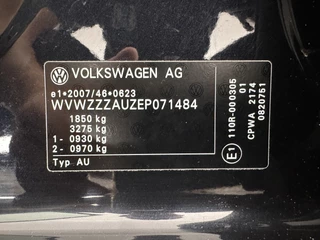 VOLKSWAGEN AG
e1*2007/46*0623
WVWZZZAUZEP071484
1850 kg
3275 kg
1- 0930 kg
2- 0970 kg
Typ AU
E1
110R-000305
01
CPWA 2174
0820751